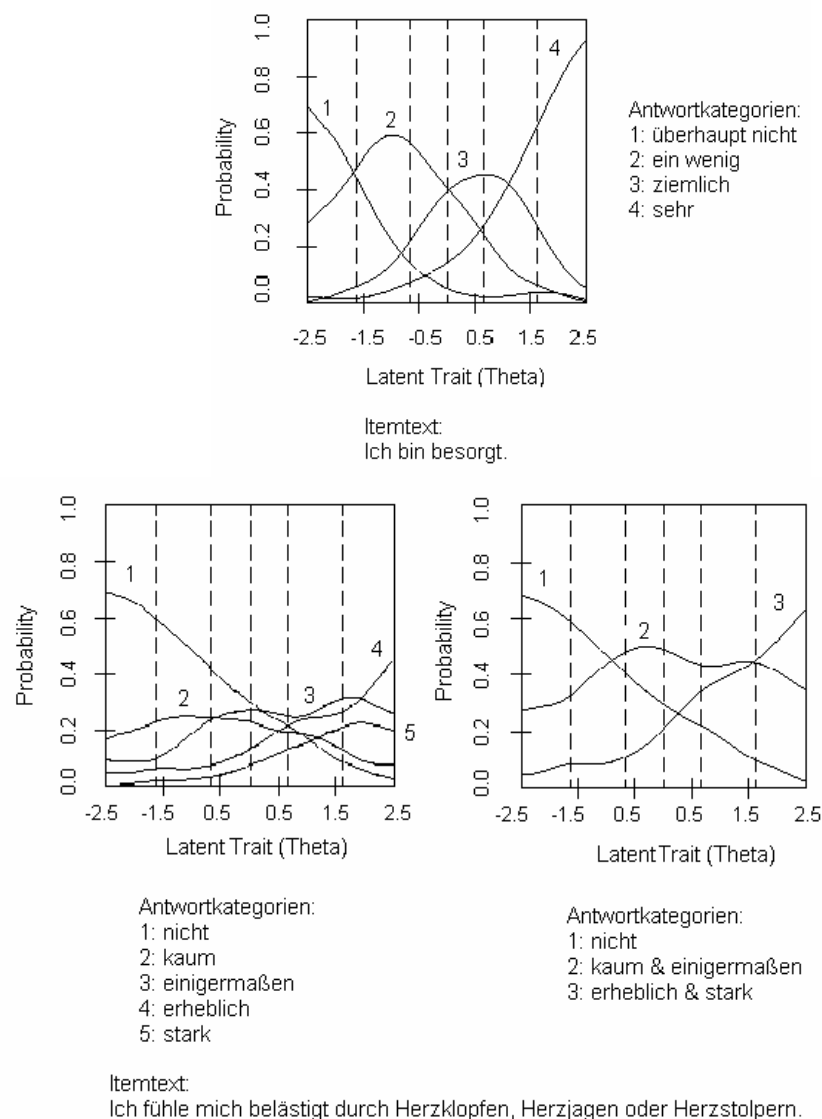 1.0
0.8
0.6
0.4
0.2
0.0
Probability
1
2
3
4
-2.5 -1.5 -0.5 0.5 1.5 2.5
Latent Trait (Theta)
Antwortkategorien:
1: überhaupt nicht
2: ein wenig
3: ziemlich
4: sehr
Itemtext:
Ich bin besorgt.
1.0
0.8
0.6
0.4
0.2
0.0
Probability
1
2
3
4
5
-2.5 -1.5 -0.5 0.5 1.5 2.5
Latent Trait (Theta)
Antwortkategorien:
1: nicht
2: kaum
3: einigermaßen
4: erheblich
5: stark
1.0
0.8
0.6
0.4
0.2
0.0
Probability
1
2
3
-2.5 -1.5 0.5 0.5 1.5 2.5
Latent Trait (Theta)
Antwortkategorien:
1: nicht
2: kaum & einigermaßen
3: erheblich & stark
Itemtext:
Ich fühle mich belästigt durch Herzklopfen, Herzjagen oder Herzstolpern.